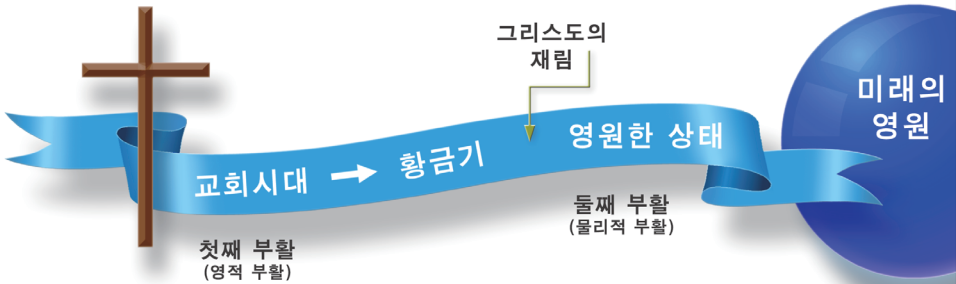 그리스도의
재림
미래의
영원
교회시대 → 황금기
영원한 상태
첫째 부활
(영적 부활)
둘째 부활
(물리적 부활)